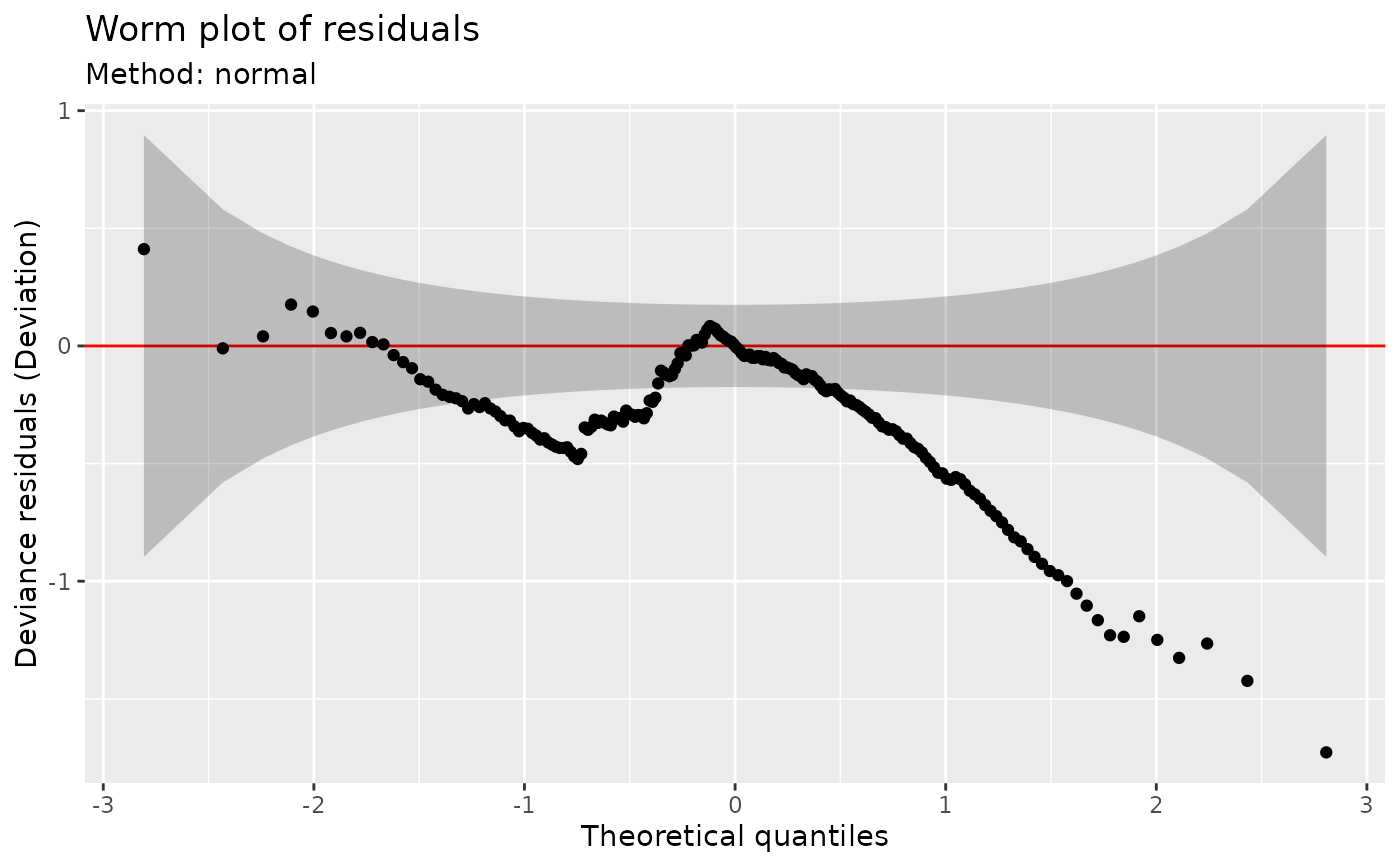 Worm plot of residuals
Method: normal
Deviance residuals (Deviation)
1
0
-1
-3
-2
-1
0
1
2
3
Theoretical quantiles